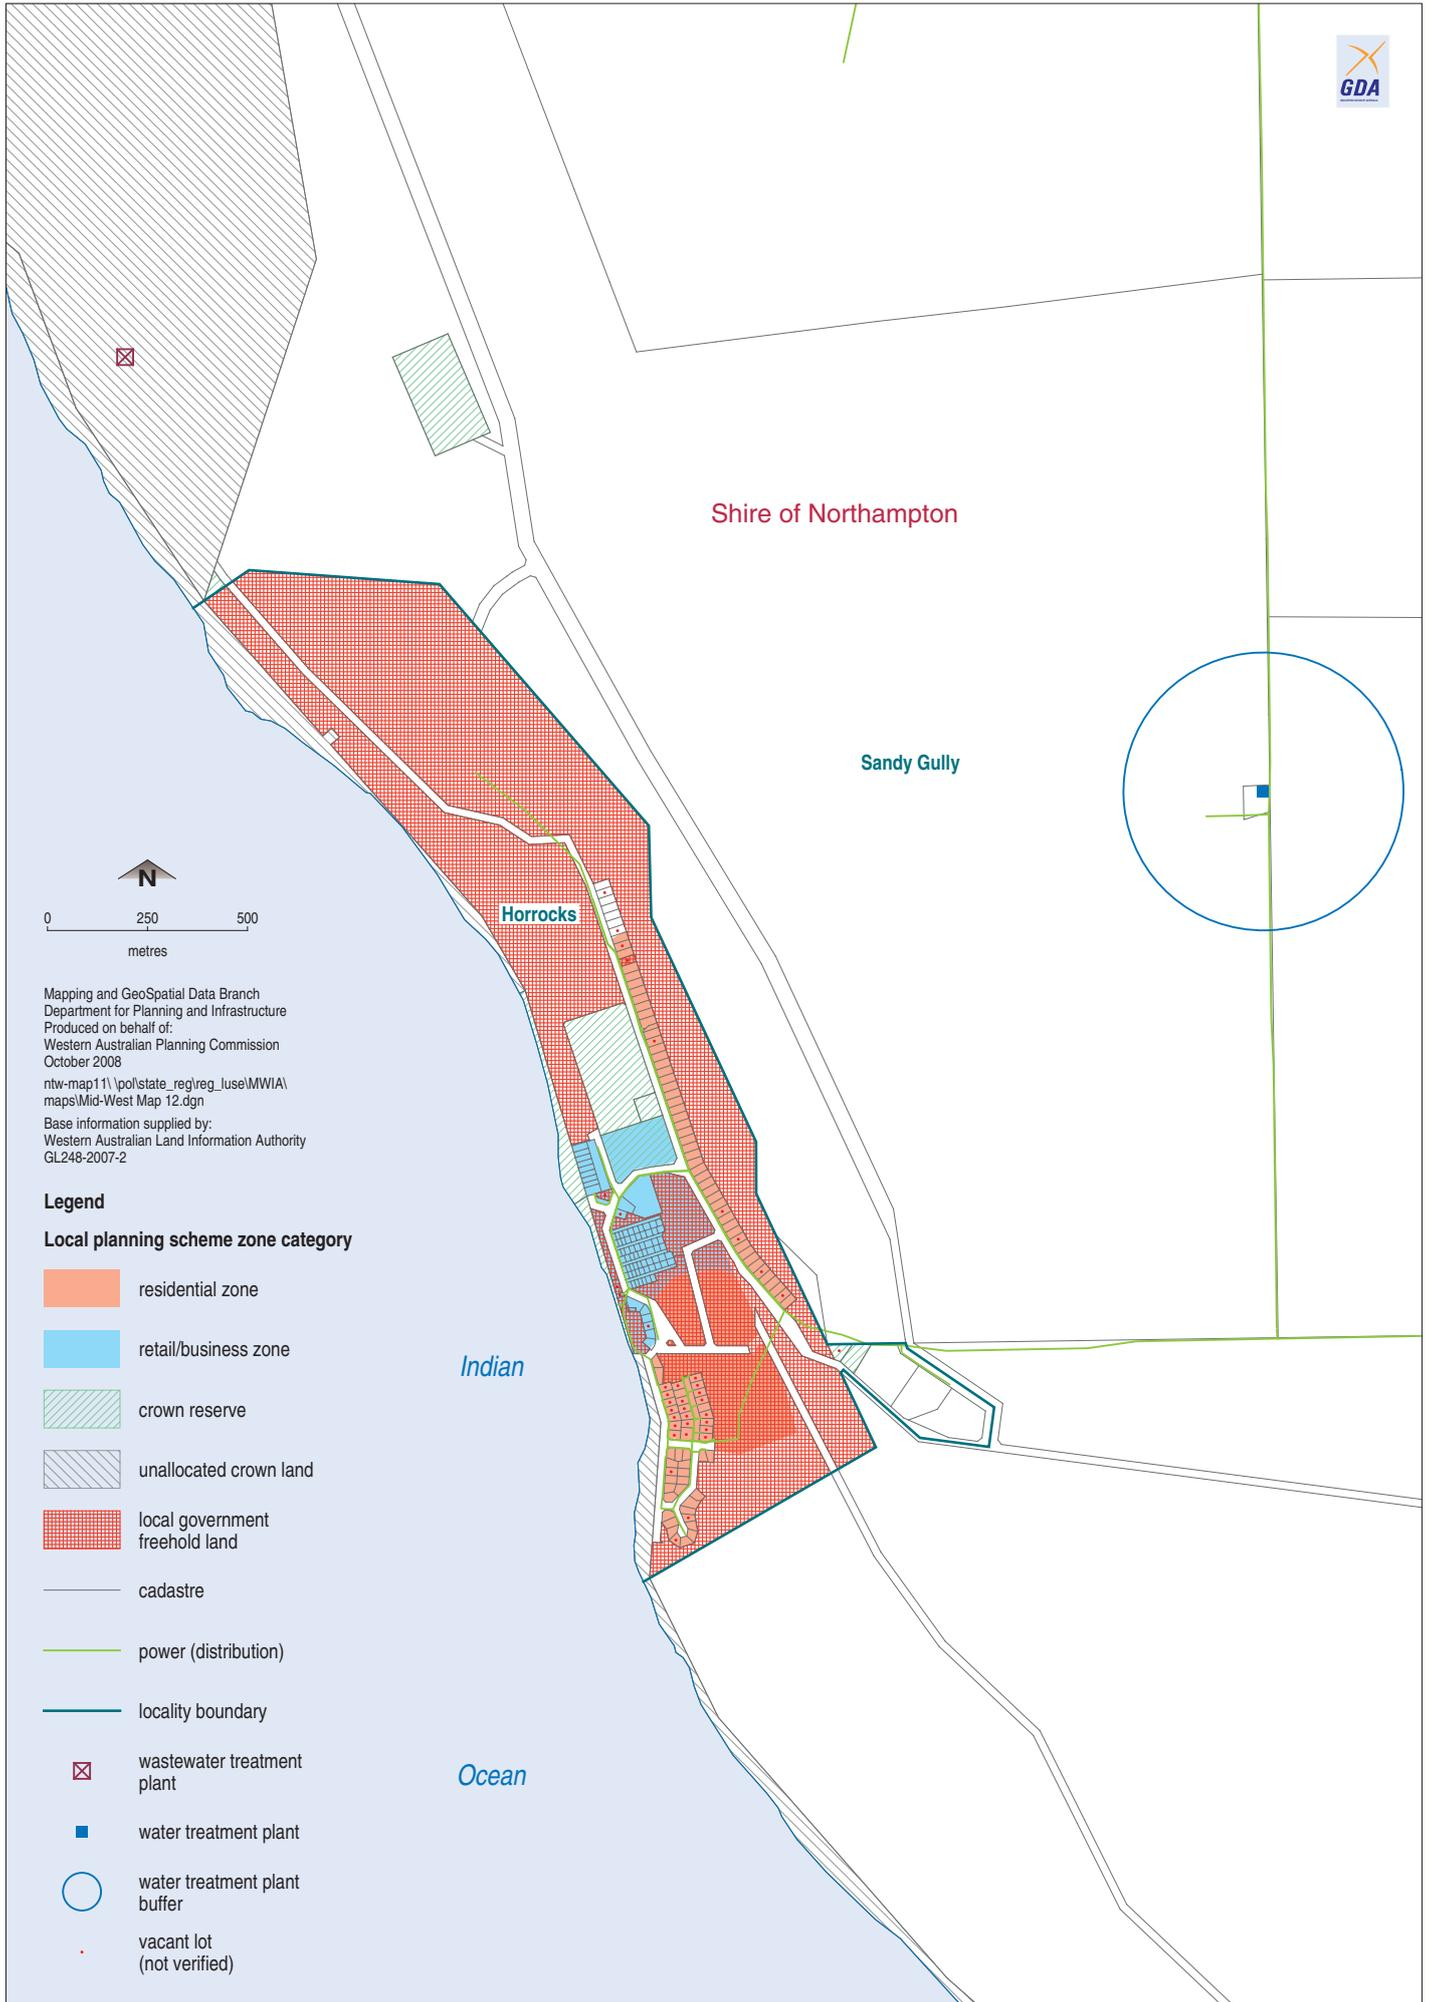 GDA
Shire of Northampton
Sandy Gully
Horrocks
N
0 250 500
metres
Mapping and GeoSpatial Data Branch
Department for Planning and Infrastructure
Produced on behalf of:
Western Australian Planning Commission
October 2008
ntw-map11\ \pol\state_reg\reg_luse\MWIA\
maps\Mid-West Map 12.dgn
Base information supplied by:
Western Australian Land Information Authority
GL248-2007-2
Legend
Local planning scheme zone category
residential zone
retail/business zone
crown reserve
unallocated crown land
local government
freehold land
cadastre
power (distribution)
locality boundary
wastewater treatment
plant
water treatment plant
water treatment plant
buffer
vacant lot
(not verified)
Indian
Ocean